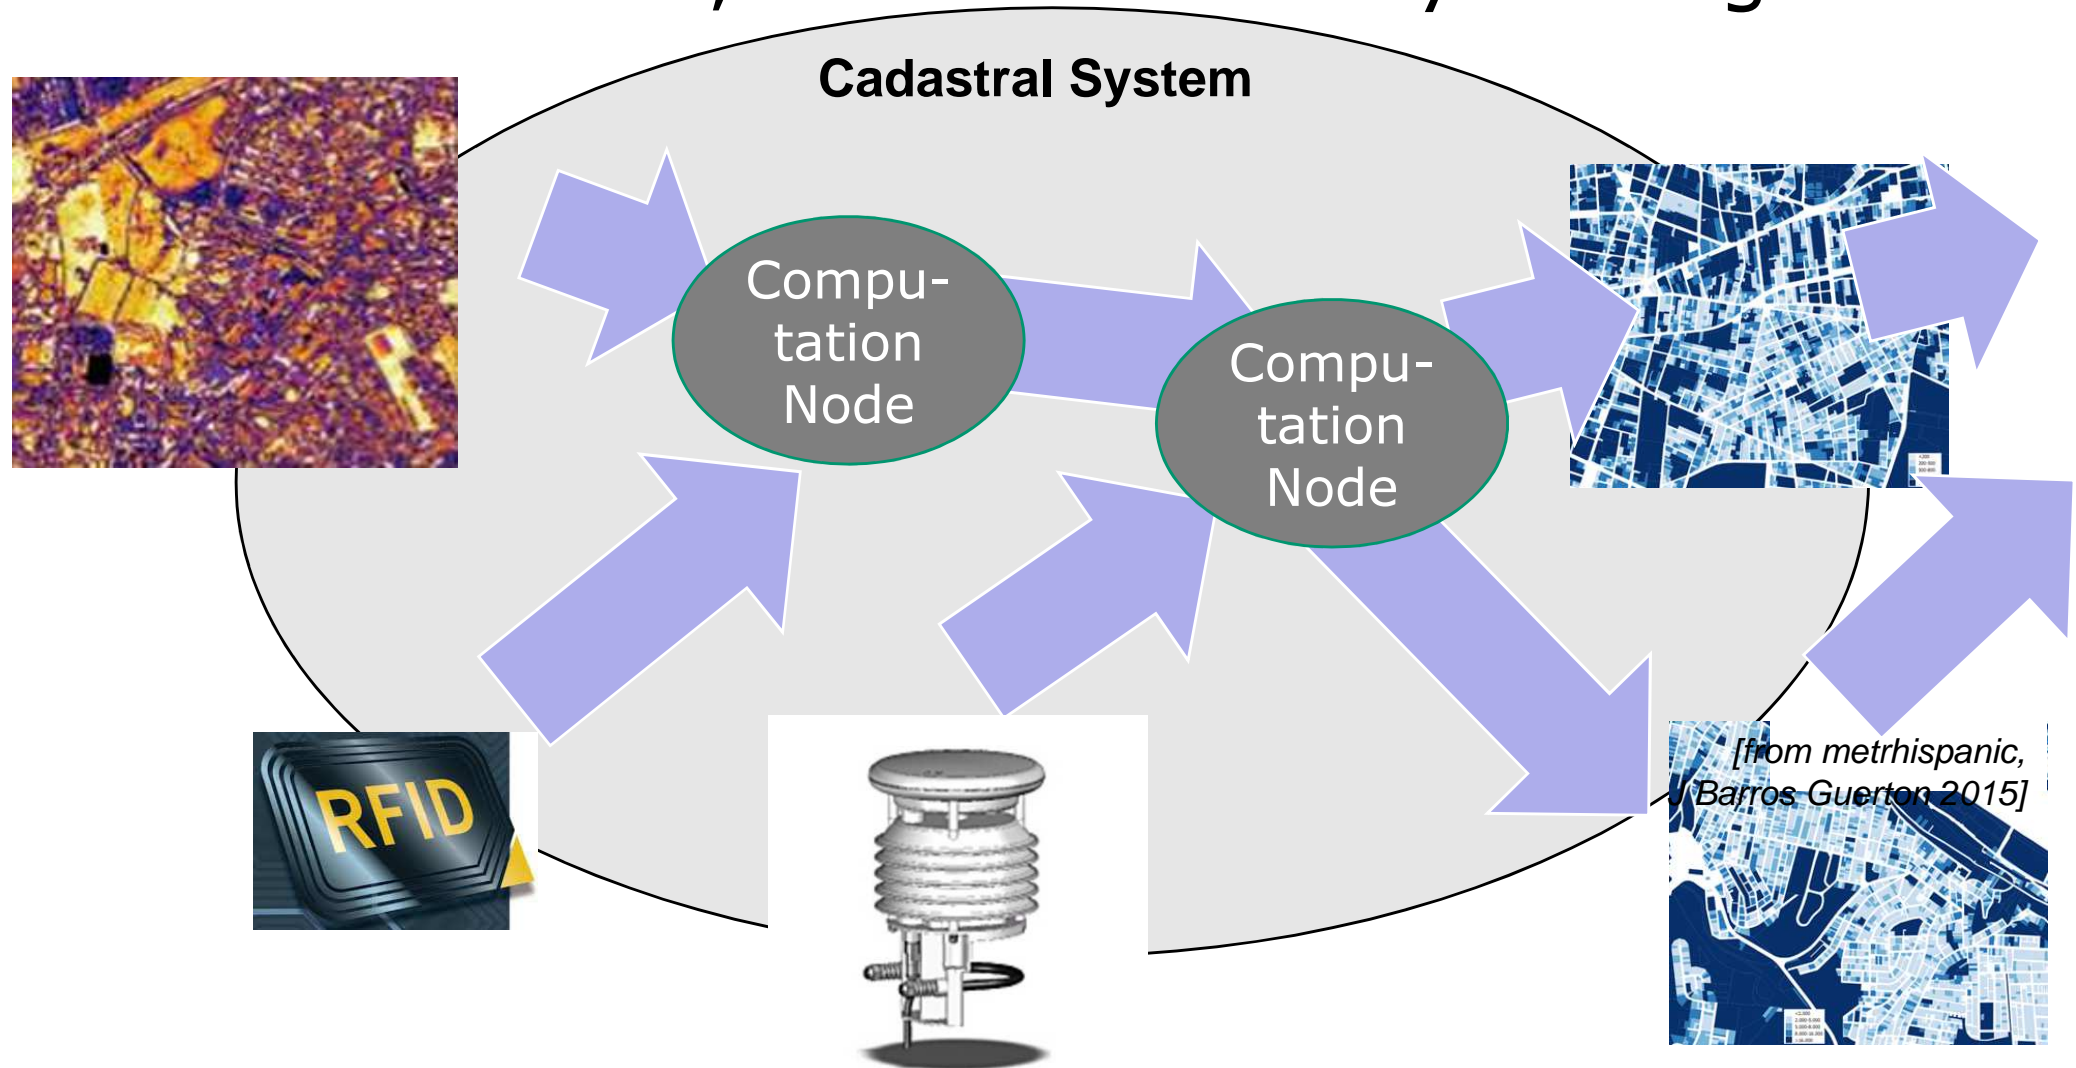 Cadastral System
Compu-
tation
Node
Compu-
tation
Node
RFID
[from metrhispanic,
J Barros Guerton 2015]